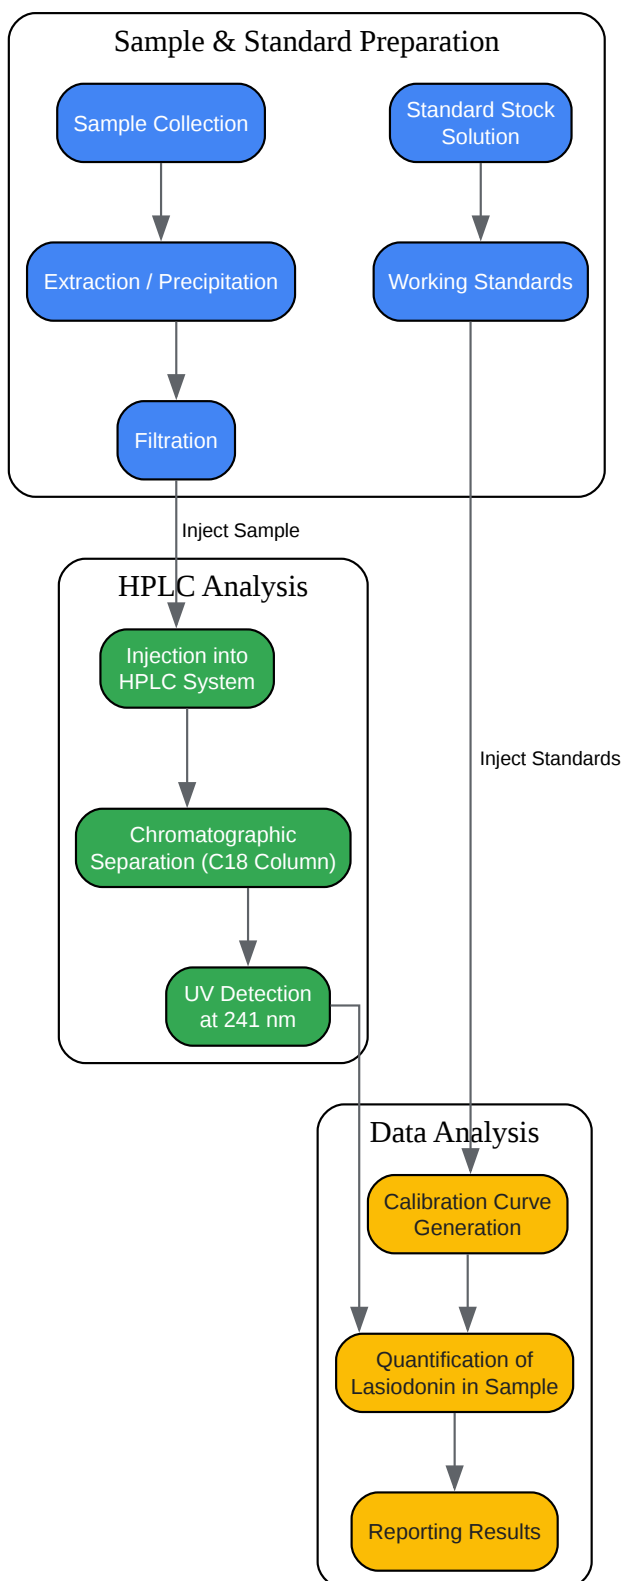 Sample & Standard Preparation
Sample Collection
Standard Stock
Solution
Extraction / Precipitation
Working Standards
Filtration
Inject Sample
HPLC Analysis
Injection into
HPLC System
Inject Standards
Chromatographic
Separation (C18 Column)
UV Detection
at 241 nm
Data Analysis
Calibration Curve
Generation
Quantification of
Lasiodonin in Sample
Reporting Results